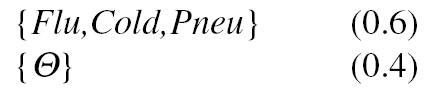 {Flu,Cold,Pneu} (0.6)
{Θ} (0.4)